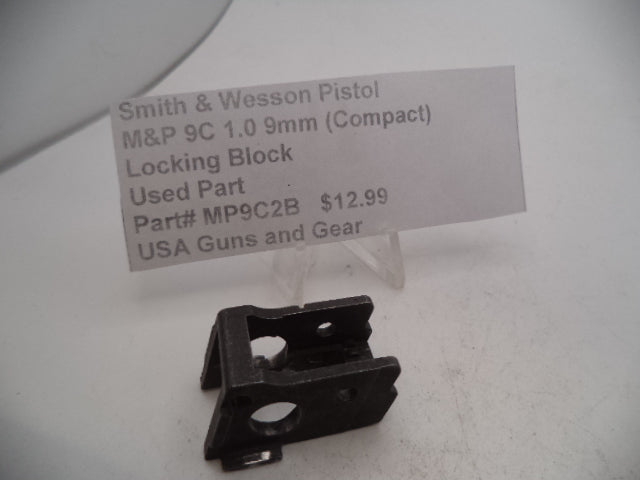 Smith & Wesson Pistol
M&P 9C 1.0 9mm (Compact)
Locking Block
Used Part
Part# MP9C2B $12.99
USA Guns and Gear